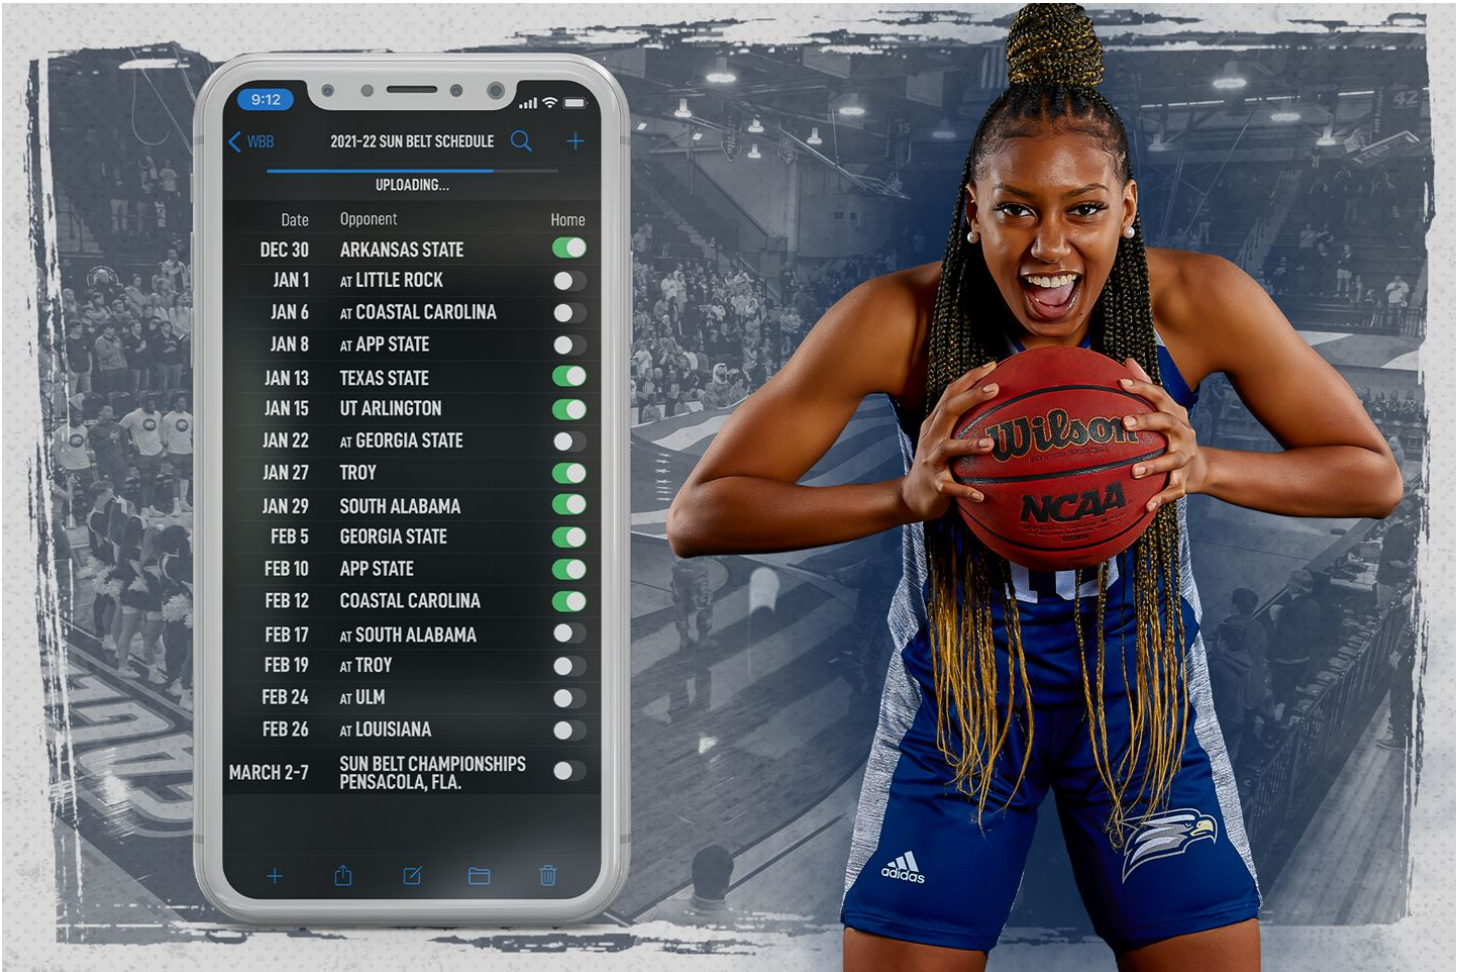 9:12
WBB
2021-22 SUN BELT SCHEDULE
UPLOADING...
Date Opponent Home
DEC 30 ARKANSAS STATE
JAN 1 AT LITTLE ROCK
JAN 6 AT COASTAL CAROLINA
JAN 8 AT APP STATE
JAN 13 TEXAS STATE
JAN 15 UT ARLINGTON
JAN 22 AT GEORGIA STATE
JAN 27 TROY
JAN 29 SOUTH ALABAMA
FEB 5 GEORGIA STATE
FEB 10 APP STATE
FEB 12 COASTAL CAROLINA
FEB 17 AT SOUTH ALABAMA
FEB 19 AT TROY
FEB 24 AT ULM
FEB 26 AT LOUISIANA
MARCH 2-7 SUN BELT CHAMPIONSHIPS
PENSACOLA, FLA.
Wilson
NCAA
adidas
42